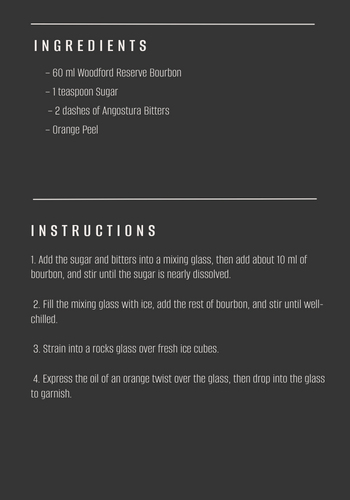 INGREDIENTS
– 60 ml Woodford Reserve Bourbon
– 1 teaspoon Sugar
– 2 dashes of Angostura Bitters
– Orange Peel
INSTRUCTIONS
1. Add the sugar and bitters into a mixing glass, then add about 10 ml of
bourbon, and stir until the sugar is nearly dissolved.
2. Fill the mixing glass with ice, add the rest of bourbon, and stir until well-
chilled.
3. Strain into a rocks glass over fresh ice cubes.
4. Express the oil of an orange twist over the glass, then drop into the glass
to garnish.